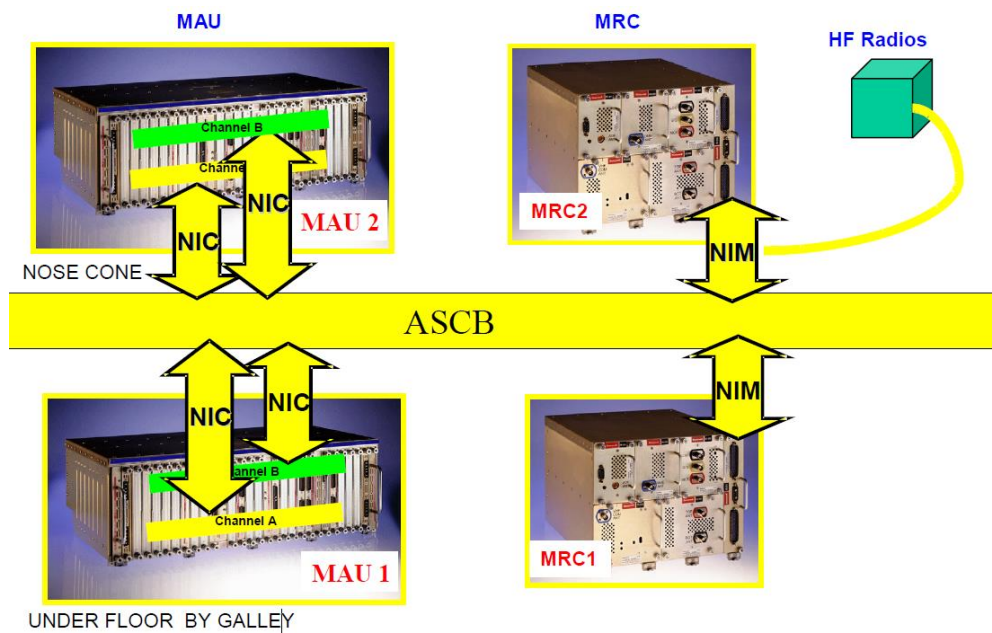 MAU
MRC
HF Radios
Channel B
NIC
NIC
MAU 2
MRC2
NIM
NOSE CONE
ASCB
NIC
NIC
NIM
Channel A
MAU 1
MRC1
UNDER FLOOR BY GALLEY